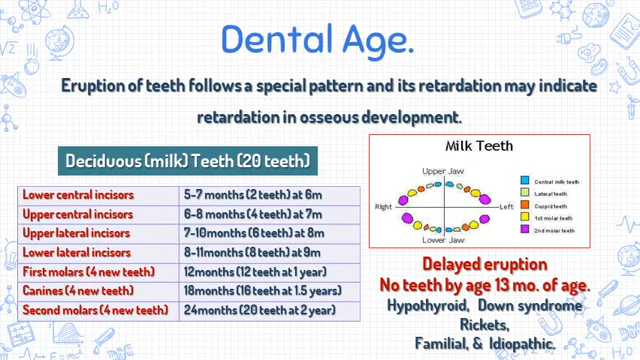 Dental Age.
Eruption of teeth follows a special pattern and its retardation may indicate
retardation in osseous development.
Deciduous (milk) Teeth (20 teeth)
Lower central incisors 5-7 months (2 teeth) at 6m
Upper central incisors 6-8 months (4 teeth) at 7m
Upper lateral incisors 7-10months (6 teeth) at 8m
Lower lateral incisors 8-11months (8 teeth) at 9m
First molars (4 new teeth) 12months (12 teeth at 1 year)
Canines (4 new teeth) 18months (16 teeth at 1.5 years)
Second molars (4 new teeth) 24months (20 teeth at 2 year)
Milk Teeth
Upper Jaw
Right
Left
Lower Jaw
Central milk teeth
Lateral teeth
Cuspid teeth
1st molar teeth
2nd molar teeth
Delayed eruption
No teeth by age 13 mo. of age.
Hypothyroid, Down syndrome
Rickets,
Familial, & Idiopathic.